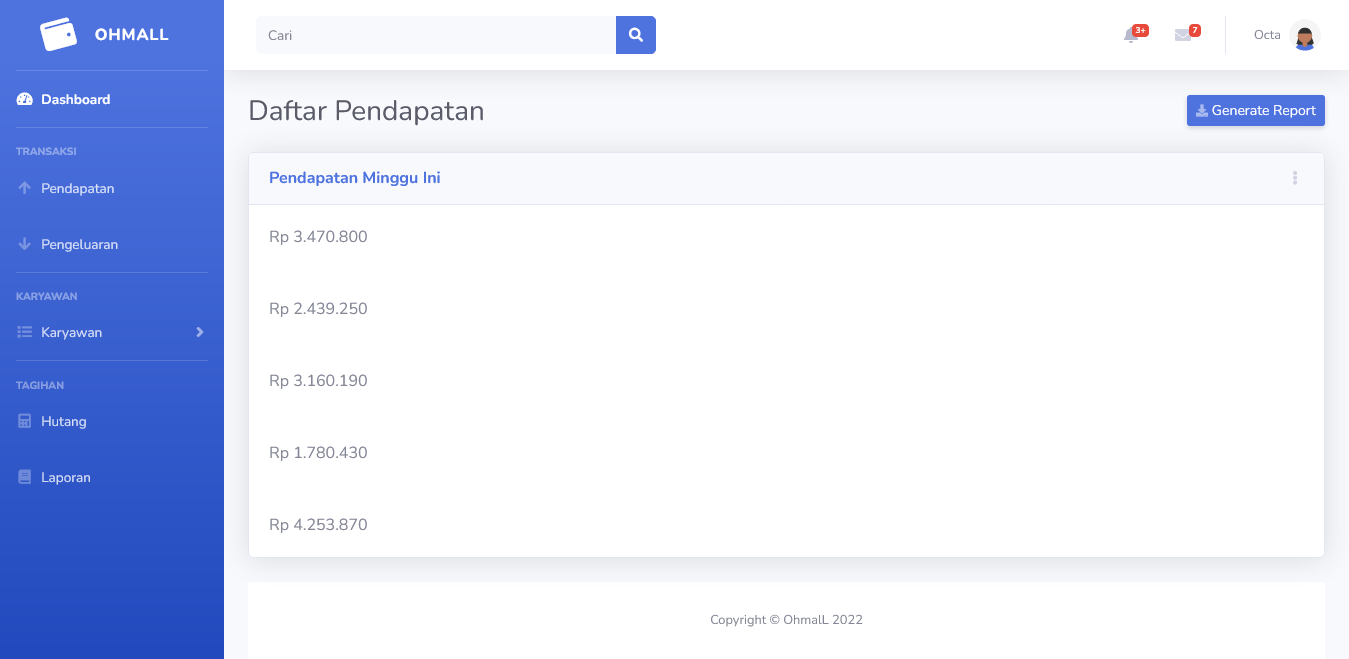 OHMALL
Dashboard
TRANSAKSI
Pendapatan
Pengeluaran
KARYAWAN
Karyawan
TAGIHAN
Hutang
Laporan
Cari
3+
7
Octa
Daftar Pendapatan
Generate Report
Pendapatan Minggu Ini
Rp 3.470.800
Rp 2.439.250
Rp 3.160.190
Rp 1.780.430
Rp 4.253.870
Copyright © OhmalL 2022